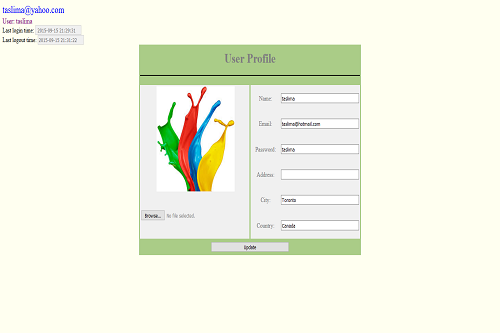 taslima@yahoo.com
User: taslima
Last login time: 2015-09-15 21:29:31
Last logout time: 2015-09-15 21:31:22
User Profile
Name: taslima
Email: taslima@hotmail.com
Password: taslima
Address:
City: Toronto
Country: Canada
Browse... No file selected.
Update